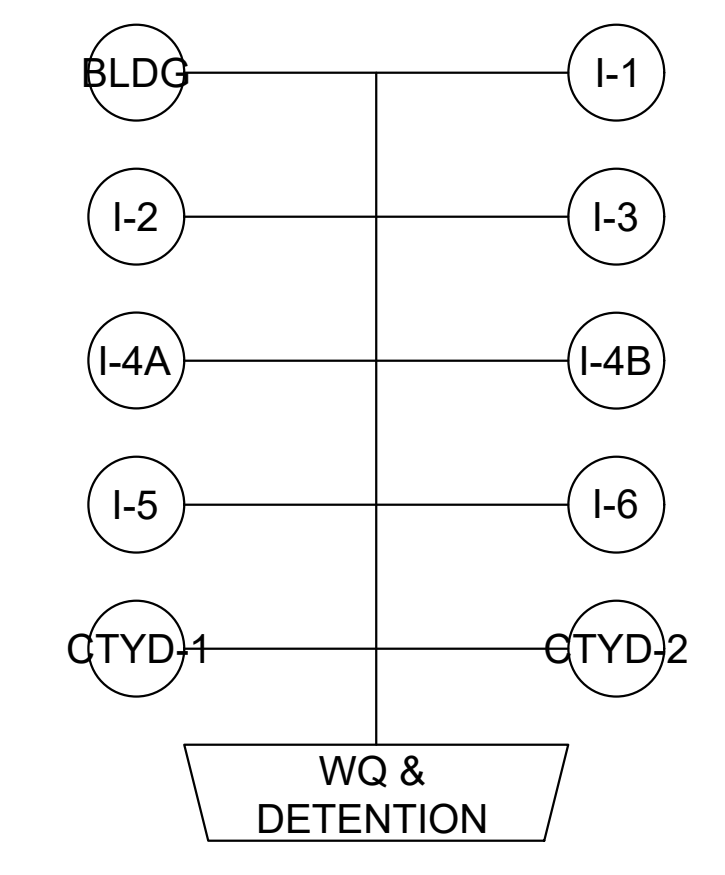 BLDG
I-1
I-2
I-3
I-4A
I-4B
I-5
I-6
CTYD-1
CTYD-2
WQ &
DETENTION